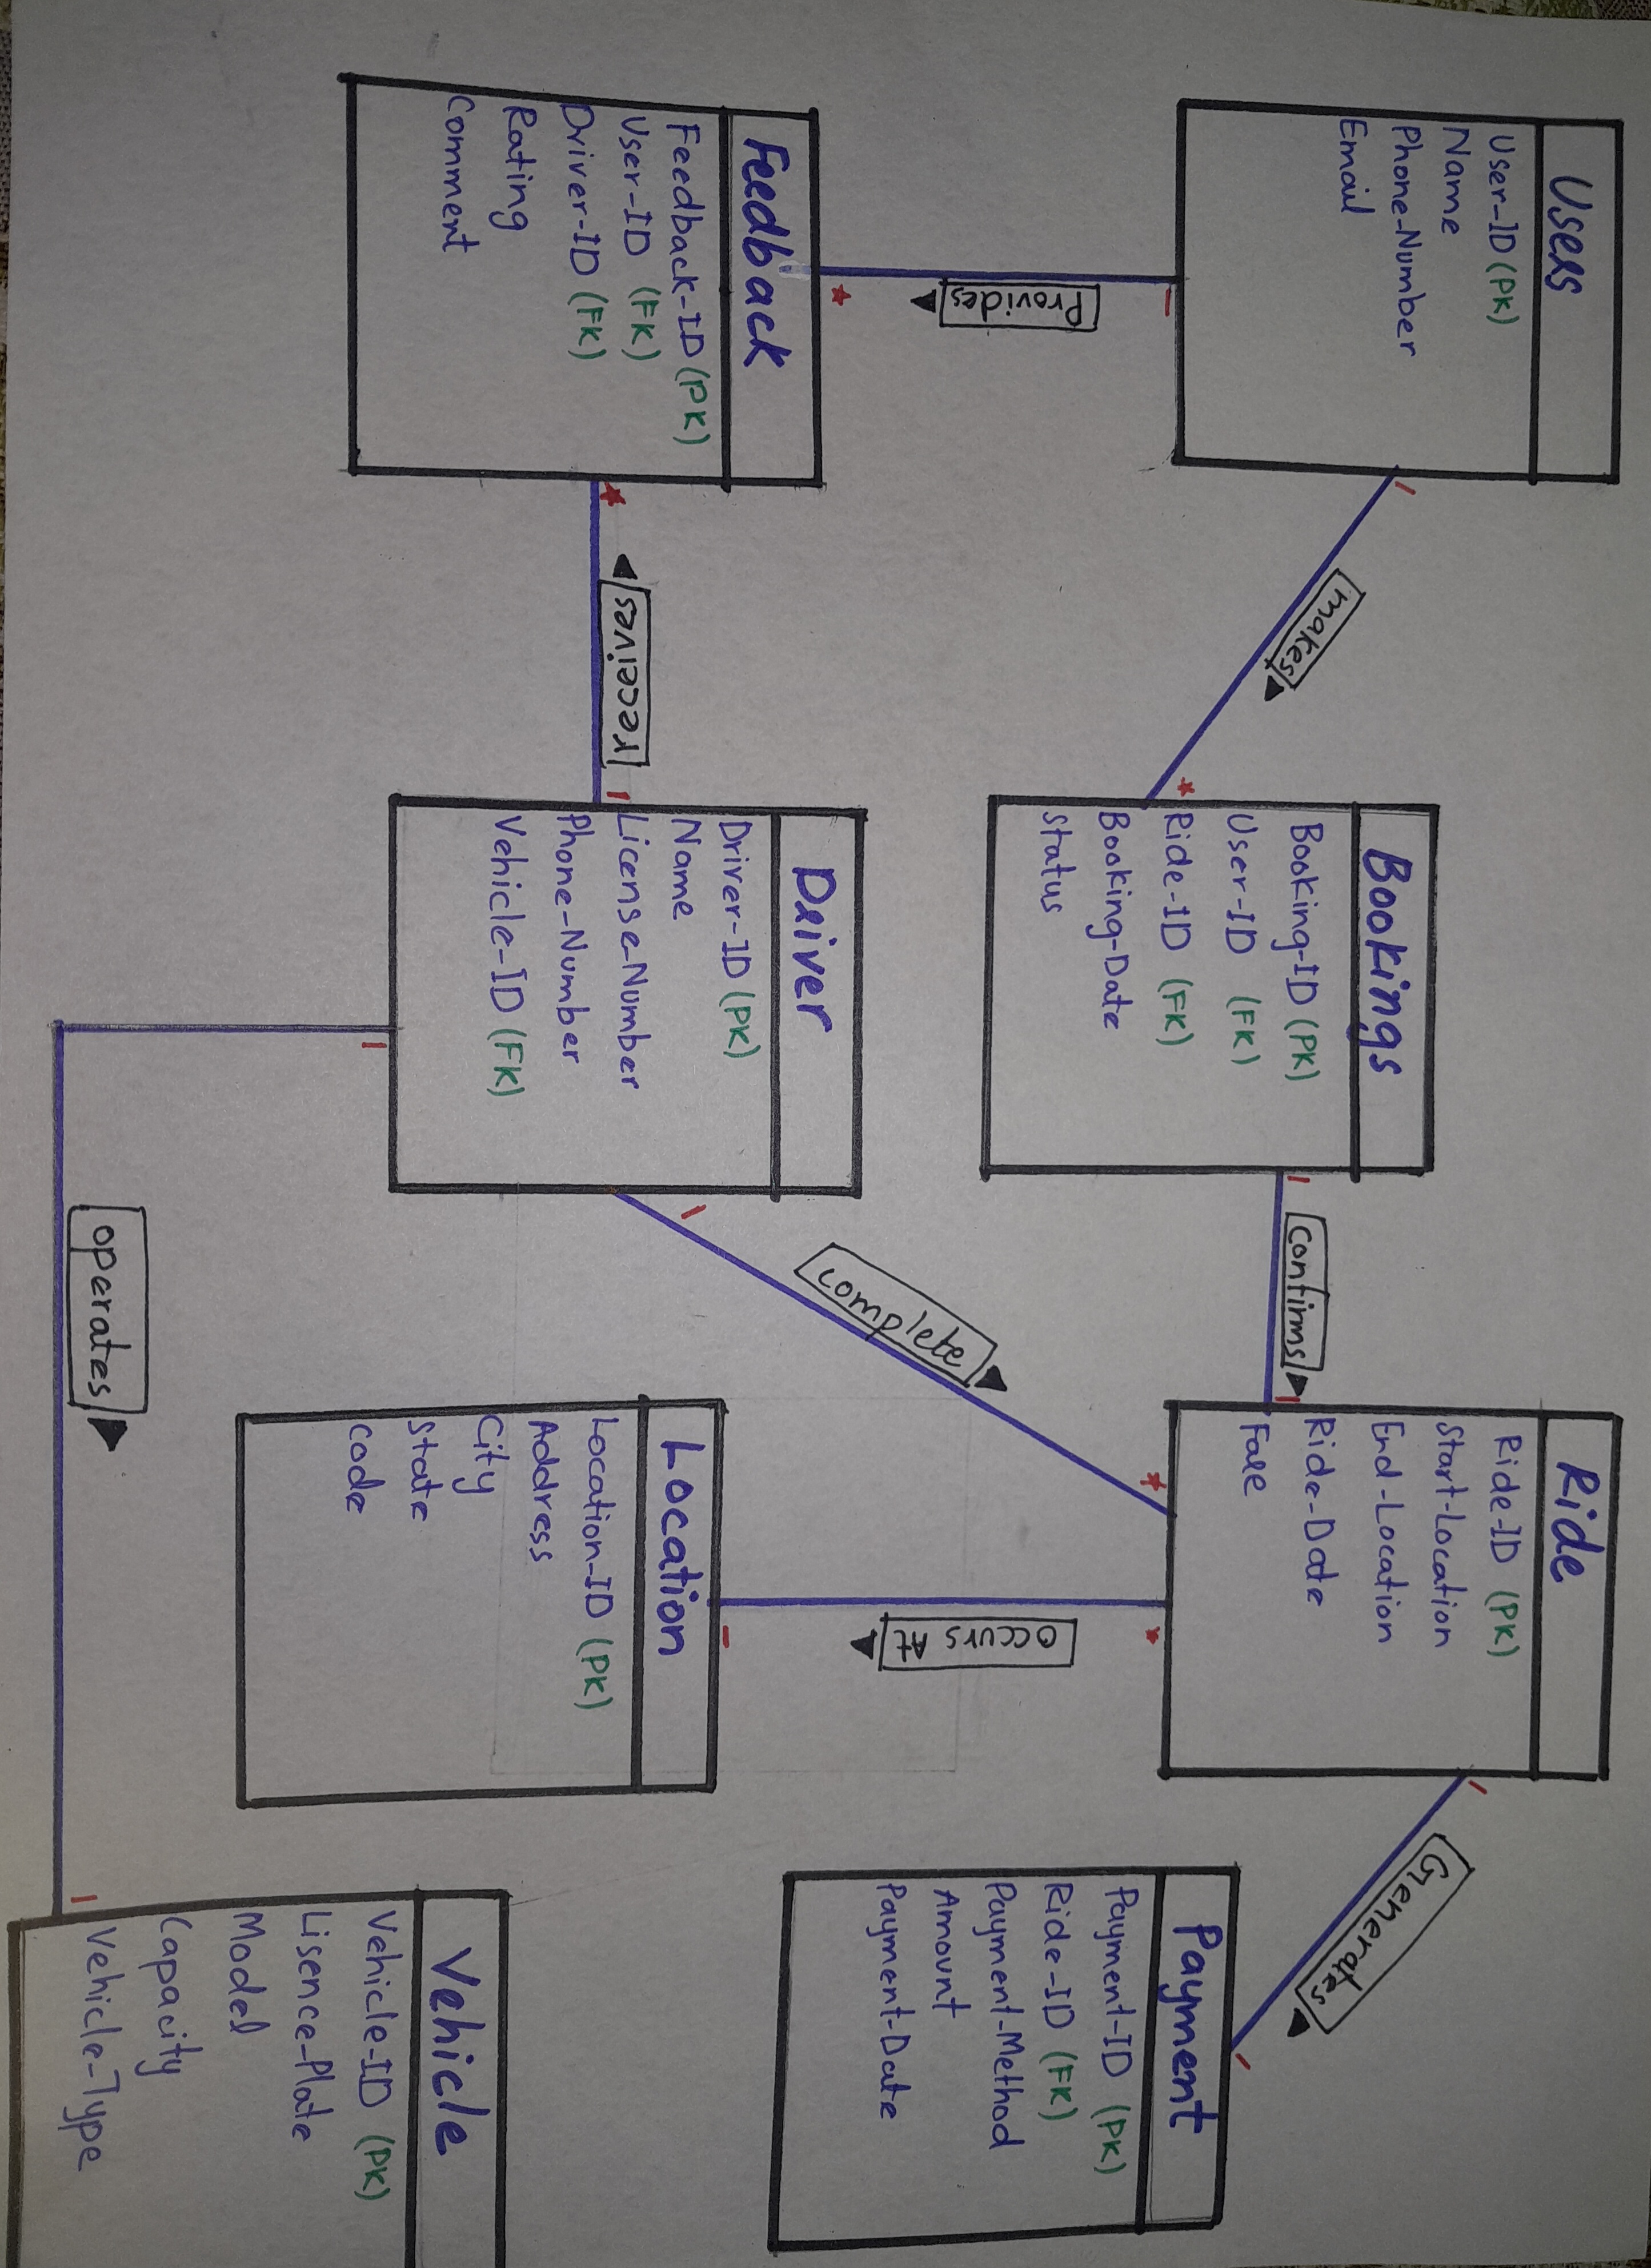 Users
User-ID (PK)
Name
Phone-Number
Email
1
makes
*
Bookings
Booking-ID (PK)
User-ID (FK)
Ride-ID (FK)
Booking-Date
Status
1
confirms
1
Ride
Ride-ID (PK)
Start-Location
End-Location
Ride-Date
Fare
1
Generates
1
Payment
Payment-ID (PK)
Ride-ID (FK)
Payment-Method
Amount
Payment-Date
1
Provides
*
Feedback
Feedback-ID (PK)
User-ID (FK)
Driver-ID (FK)
Rating
Comment
*
receives
1
Driver
Driver-ID (PK)
Name
License-Number
Phone-Number
Vehicle-ID (FK)
1
complete
*
*
occurs At
1
Location
Location-ID (PK)
Address
City
State
Code
1
operates
1
Vehicle
Vehicle-ID (PK)
Lisence-Plate
Model
Capacity
Vehicle-Type